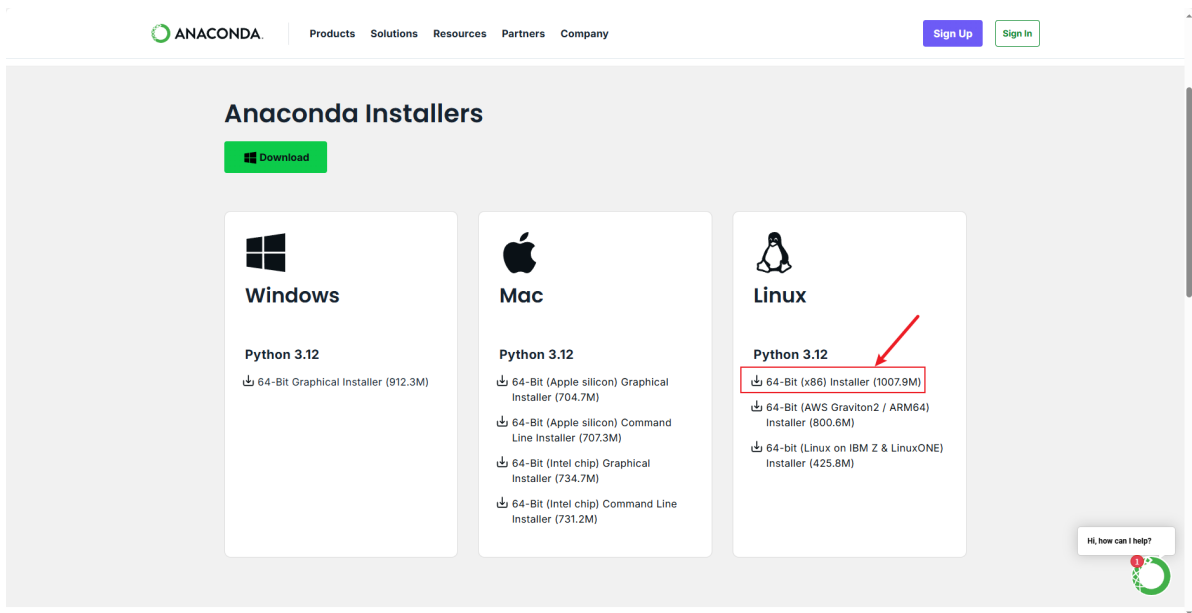 ANACONDA.
Products Solutions Resources Partners Company
Sign Up
Sign In
Anaconda Installers
Download
Windows
Python 3.12
64-Bit Graphical Installer (912.3M)
Mac
Python 3.12
64-Bit (Apple silicon) Graphical
Installer (704.7M)
64-Bit (Apple silicon) Command
Line Installer (707.3M)
64-Bit (Intel chip) Graphical
Installer (734.7M)
64-Bit (Intel chip) Command Line
Installer (731.2M)
Linux
Python 3.12
64-Bit (x86) Installer (1007.9M)
64-Bit (AWS Graviton2 / ARM64)
Installer (800.6M)
64-bit (Linux on IBM Z & LinuxONE)
Installer (425.8M)
Hi, how can I help?
1